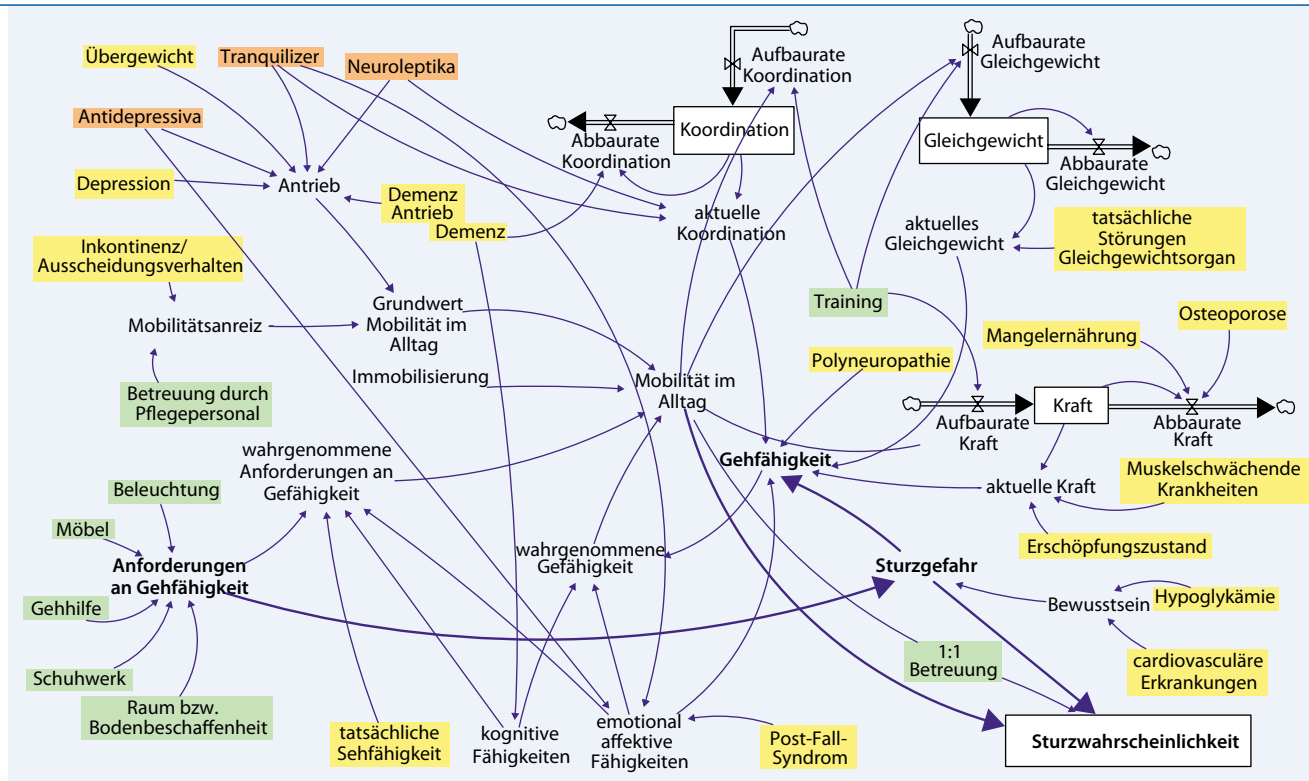 Übergewicht
Tranquilizer
Neuroleptika
Aufbaurate
Koordination
Aufbaurate
Gleichgewicht
Antidepressiva
Koordination
Gleichgewicht
Abbaurate
Koordination
Abbaurate
Gleichgewicht
Depression
Antrieb
Demenz
Antrieb
Demenz
aktuelle
Koordination
aktuelles
Gleichgewicht
tatsächliche
Störungen
Gleichgewichtsorgan
Inkontinenz/
Ausscheidungsverhalten
Mobilitätsanreiz
Grundwert
Mobilität im
Alltag
Training
Osteoporose
Mangelernährung
Polyneuropathie
Immobilisierung
Mobilität im
Alltag
Betreuung durch
Pflegepersonal
Kraft
Aufbaurate
Kraft
Abbaurate
Kraft
wahrgenommene
Anforderungen an
Gefähigkeit
Gehfähigkeit
aktuelle Kraft
Muskelschwächende
Krankheiten
Beleuchtung
Möbel
Erschöpfungszustand
wahrgenommene
Gefähigkeit
Anforderungen
an Gehfähigkeit
Sturzgefahr
Gehhilfe
Bewusstsein
Hypoglykämie
Schuhwerk
1:1
Betreuung
cardiovasculäre
Erkrankungen
Raum bzw.
Bodenbeschaffenheit
tatsächliche
Sehfähigkeit
kognitive
Fähigkeiten
emotional
affektive
Fähigkeiten
Post-Fall-
Syndrom
Sturzwahrscheinlichkeit